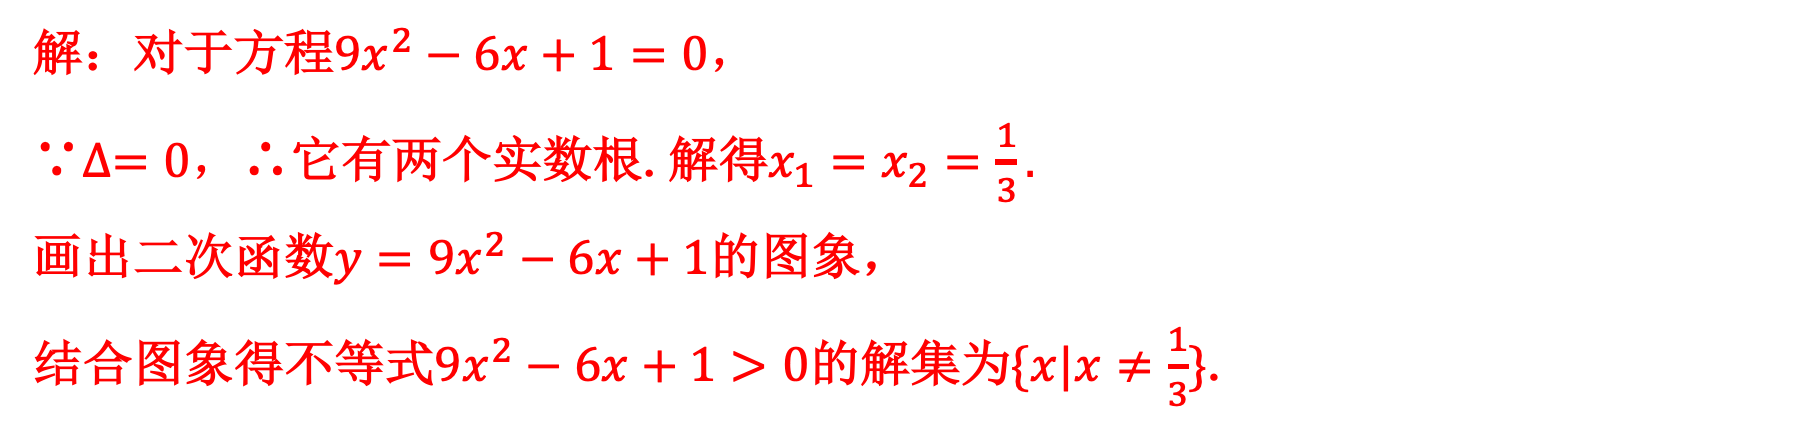 解：对于方程9x² − 6x + 1 = 0，
∵Δ= 0，∴它有两个实数根. 解得x₁ = x₂ = 1/3.
画出二次函数y = 9x² − 6x + 1的图象，
结合图象得不等式9x² − 6x + 1 > 0的解集为{x|x ≠ 1/3}.